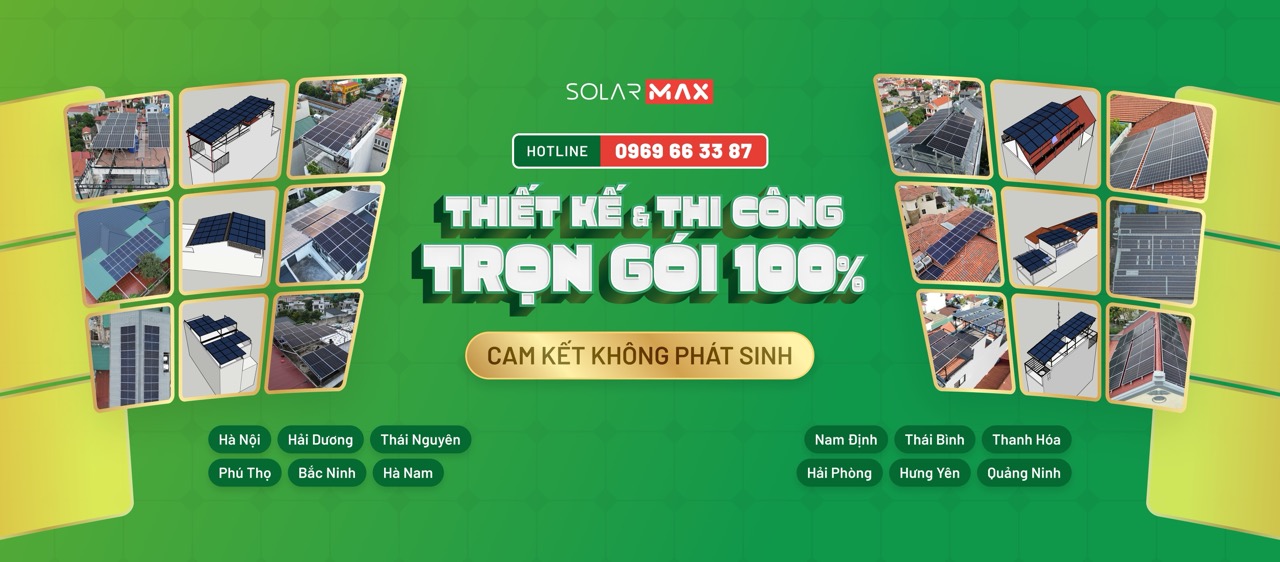 SOLAR MAX
HOTLINE 0969 66 33 87
THIẾT KẾ & THI CÔNG
TRỌN GÓI 100%
CAM KẾT KHÔNG PHÁT SINH
Hà Nội Hải Dương Thái Nguyên
Phú Thọ Bắc Ninh Hà Nam
Nam Định Thái Bình Thanh Hóa
Hải Phòng Hưng Yên Quảng Ninh